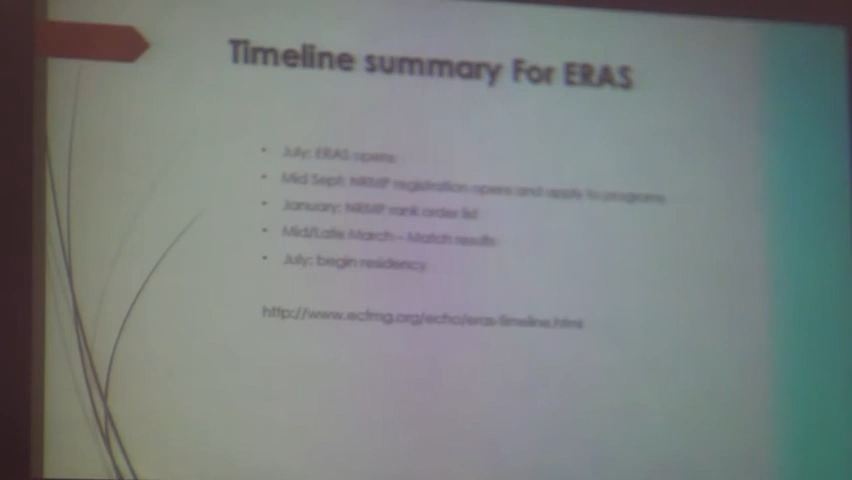 Timeline summary For ERAS
• July: ERAS opens
• Mid Sept: NRMP registration opens and apply to programs
• January: NRMP rank order list
• Mid/Late March – Match results
• July: begin residency
http://www.ecfmg.org/echo/eras-timeline.html